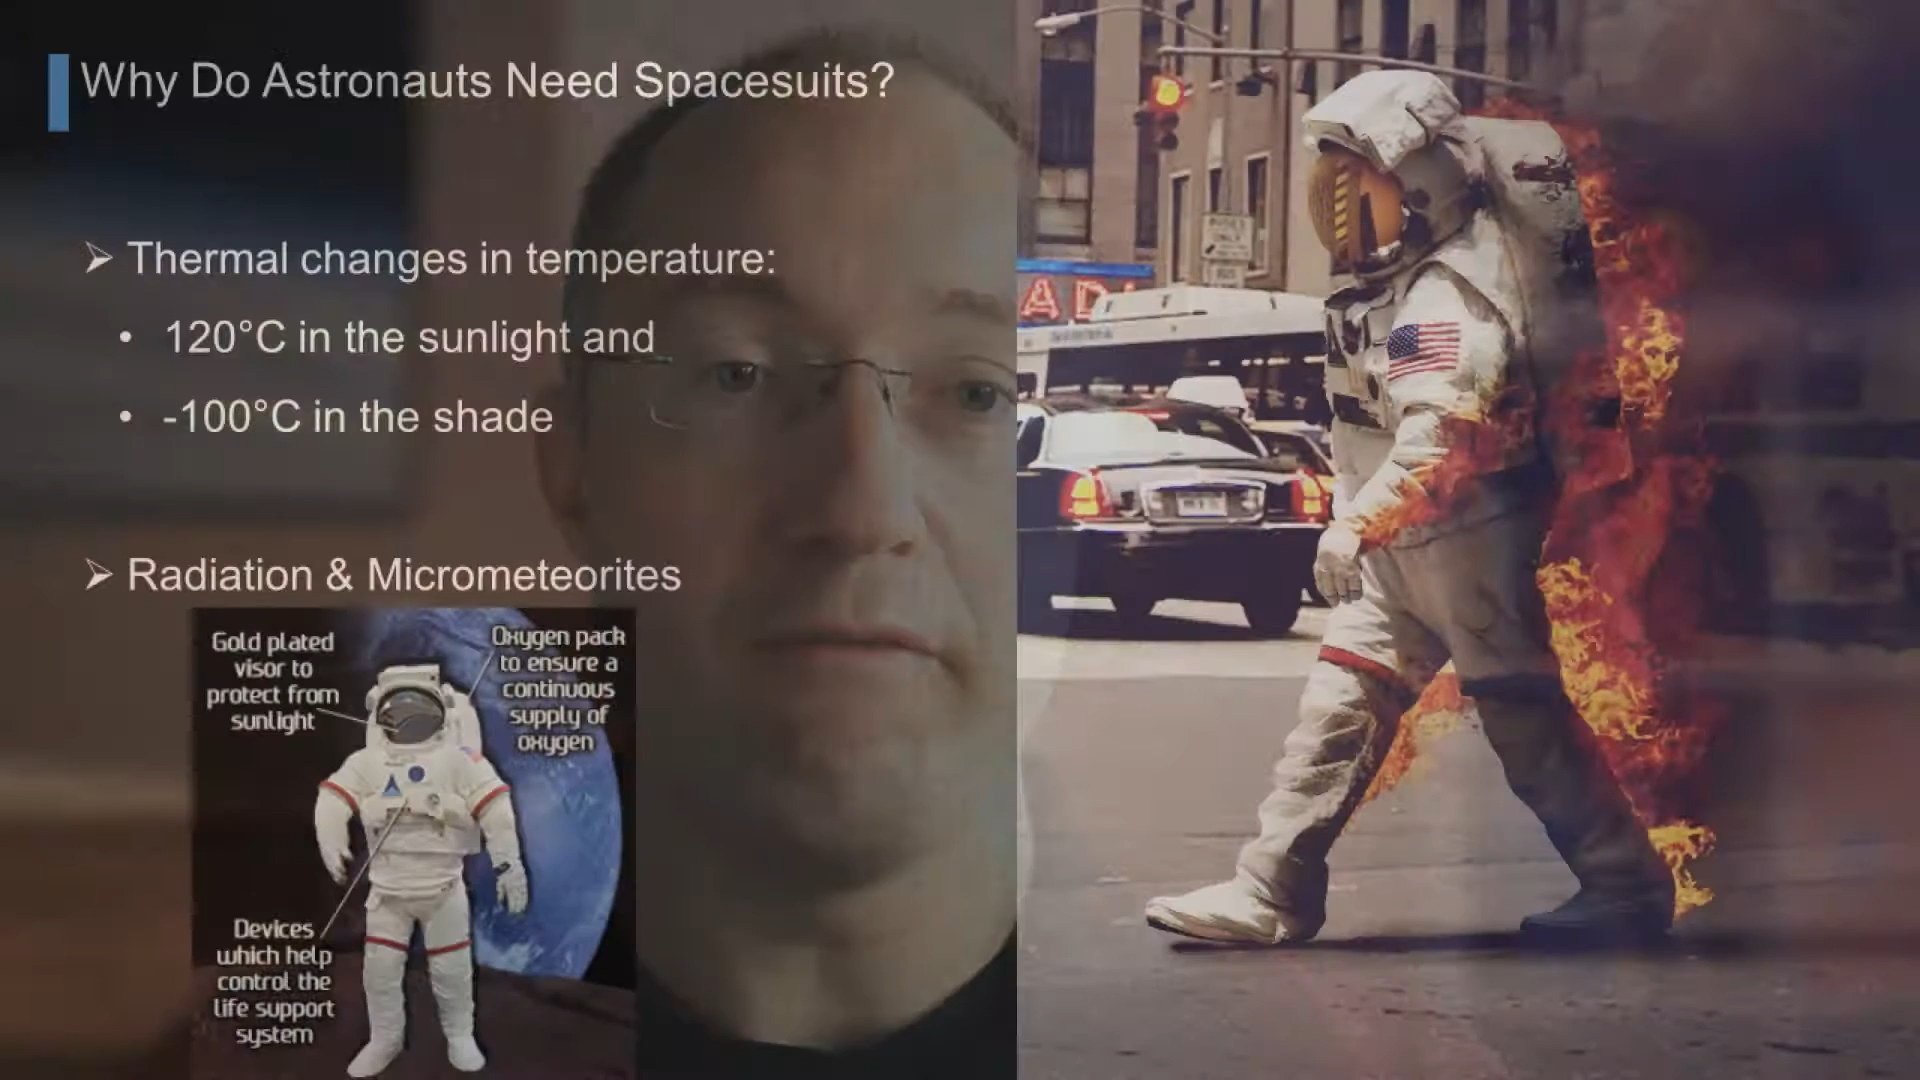 Why Do Astronauts Need Spacesuits?
➢ Thermal changes in temperature:
• 120°C in the sunlight and
• -100°C in the shade
➢ Radiation & Micrometeorites
Gold plated
visor to
protect from
sunlight
Oxygen pack
to ensure a
continuous
supply of
oxygen
Devices
which help
control the
life support
system
ONLY
BUS